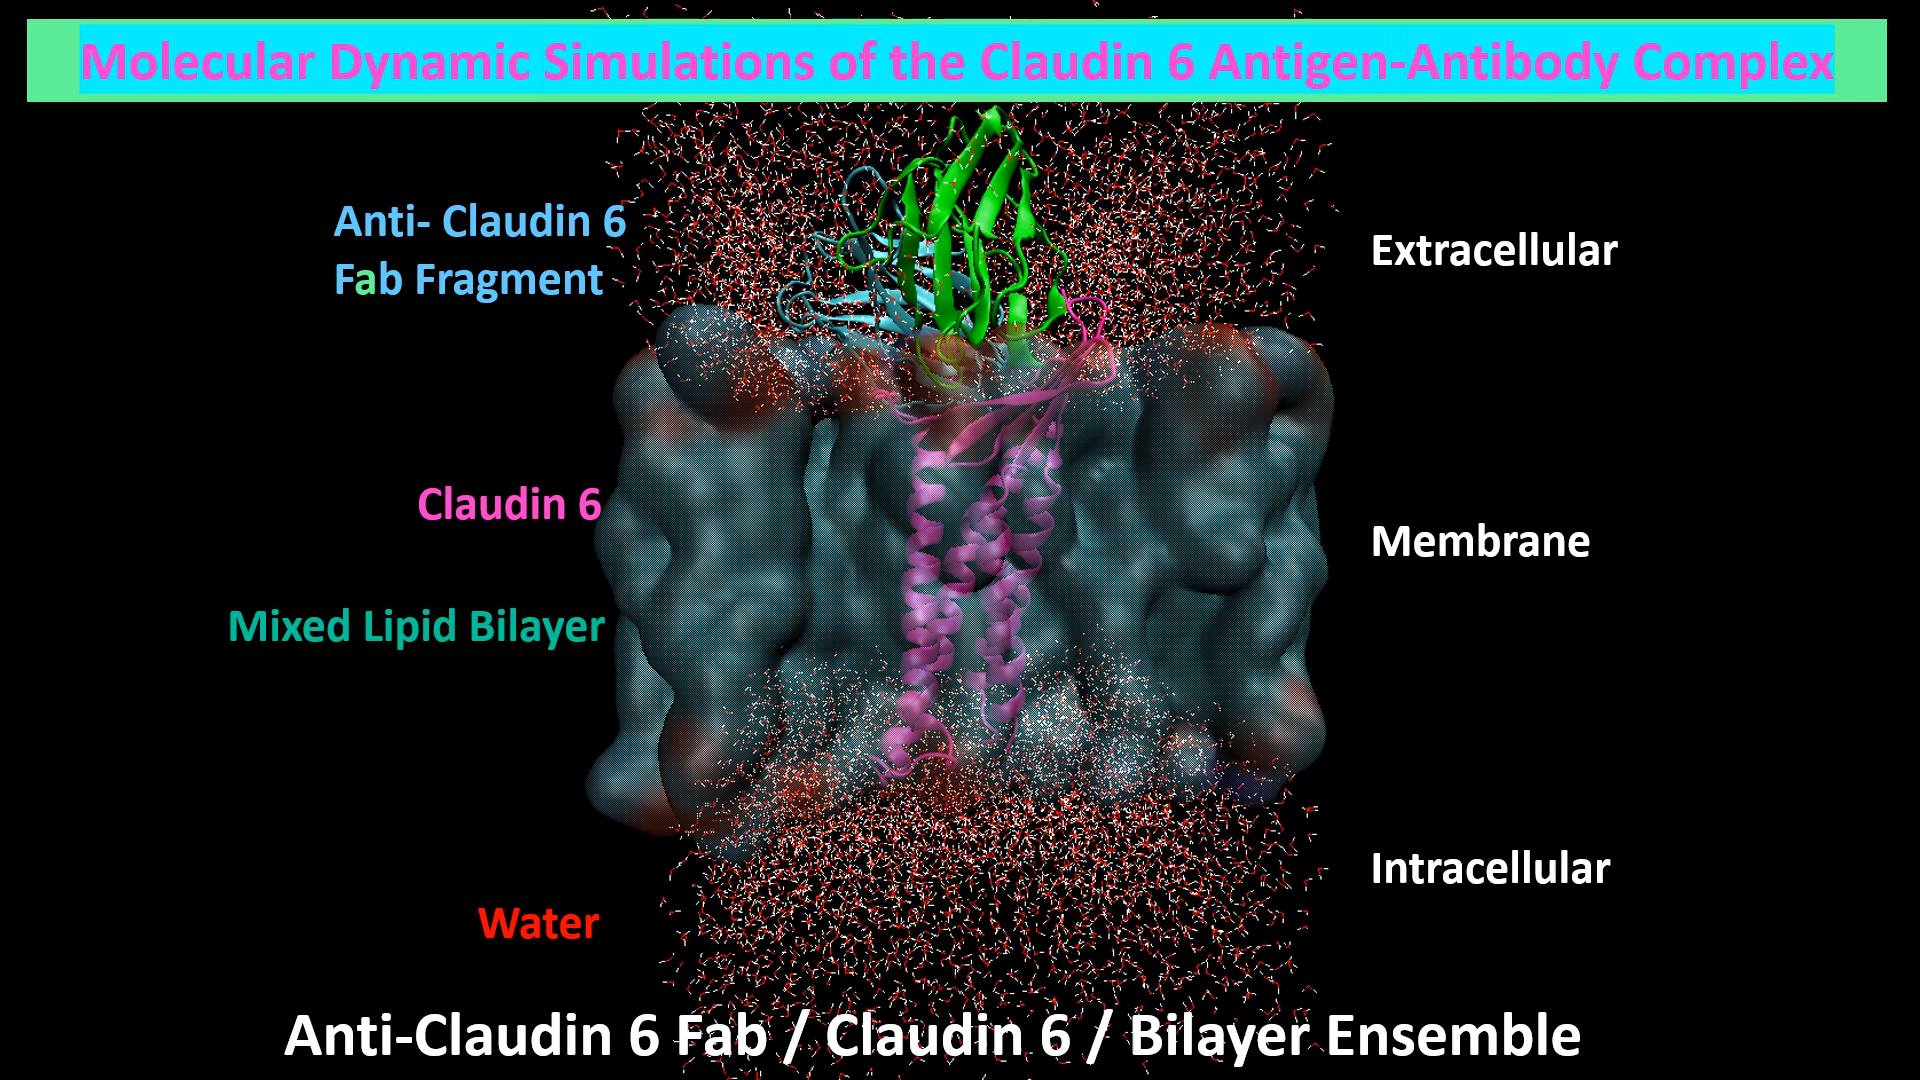 Molecular Dynamic Simulations of the Claudin 6 Antigen-Antibody Complex
Anti- Claudin 6
Fab Fragment
Extracellular
Claudin 6
Membrane
Mixed Lipid Bilayer
Intracellular
Water
Anti-Claudin 6 Fab / Claudin 6 / Bilayer Ensemble